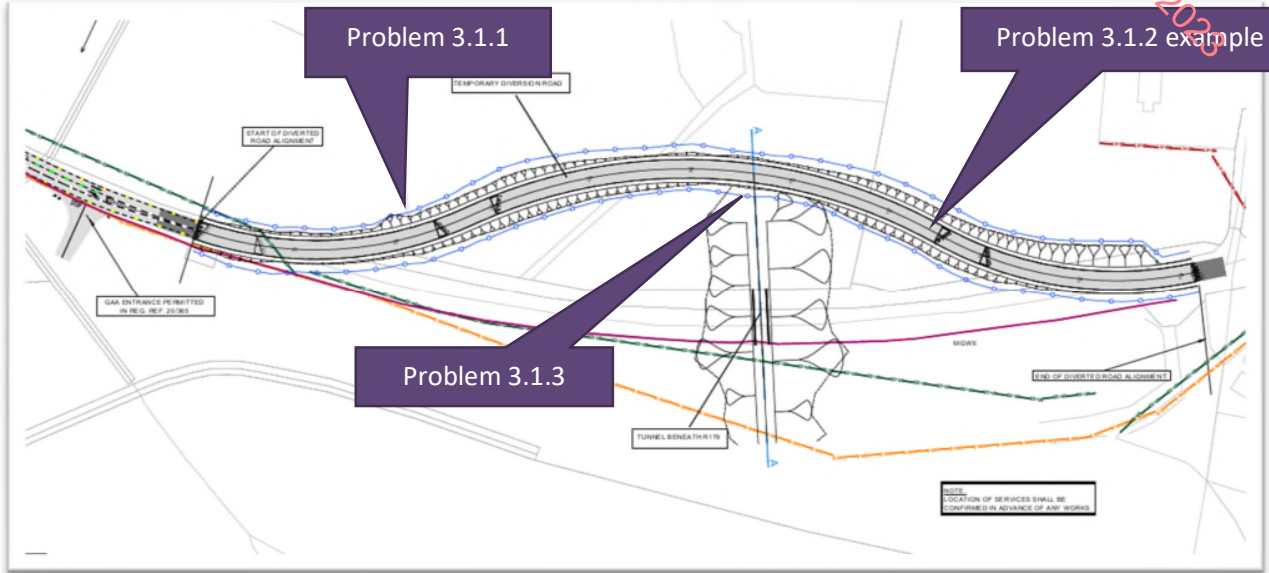 2023
Problem 3.1.1
Problem 3.1.2 example
TEMPORARY DIVERSION ROAD
START OF DIVERTED
ROAD ALIGNMENT
A
GAA ENTRANCE PERMITTED
IN REG. REF. 20/365
Problem 3.1.3
MGWS
END OF DIVERTED ROAD ALIGNMENT
TUNNEL BENEATH R179
A
NOTE:
LOCATION OF SERVICES SHALL BE
CONFIRMED IN ADVANCE OF ANY WORKS